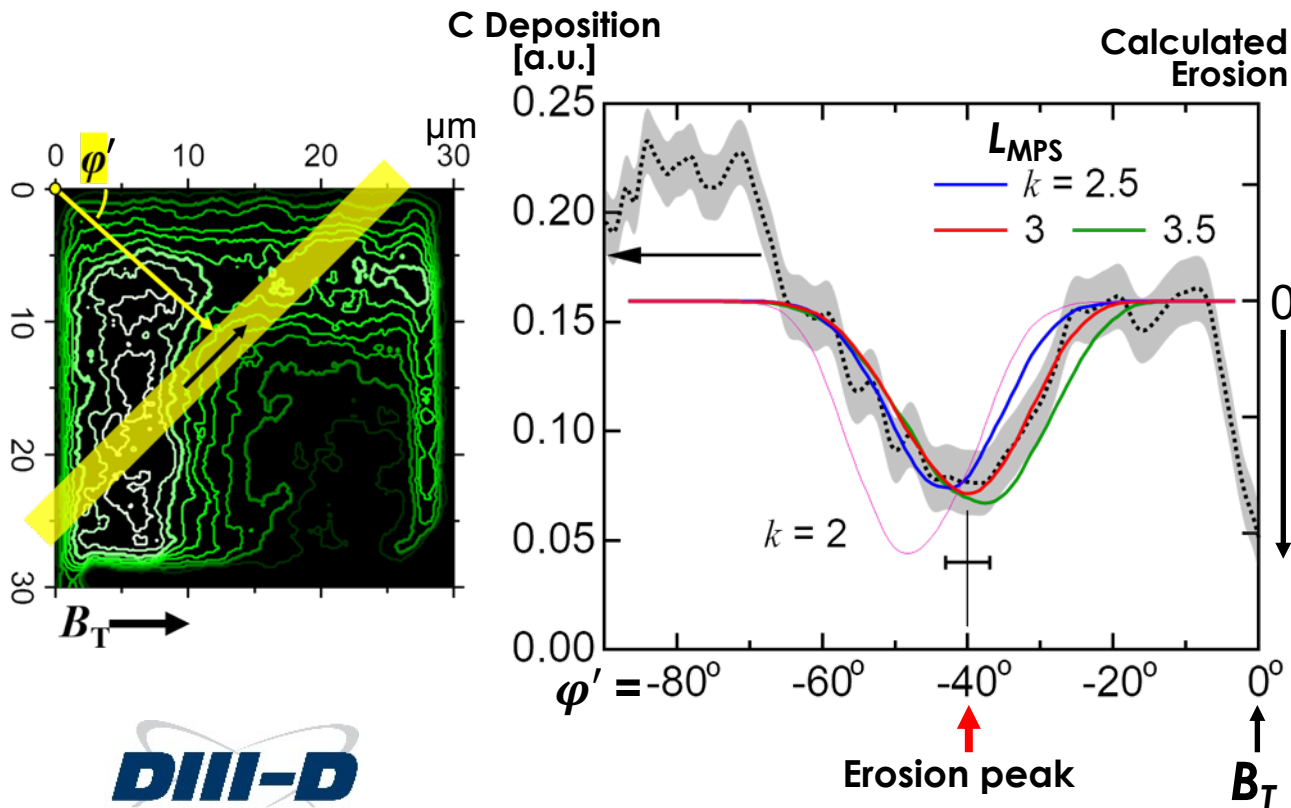 µm
0 10 20 30
φ'
0
10
20
30
B_T
DIII-D
C Deposition
[a.u.]
Calculated
Erosion
0.25
0.20
0.15
0.10
0.05
0.00
L_MPS
k = 2.5
3 3.5
k = 2
0
φ' = -80° -60° -40° -20° 0°
Erosion peak
B_T